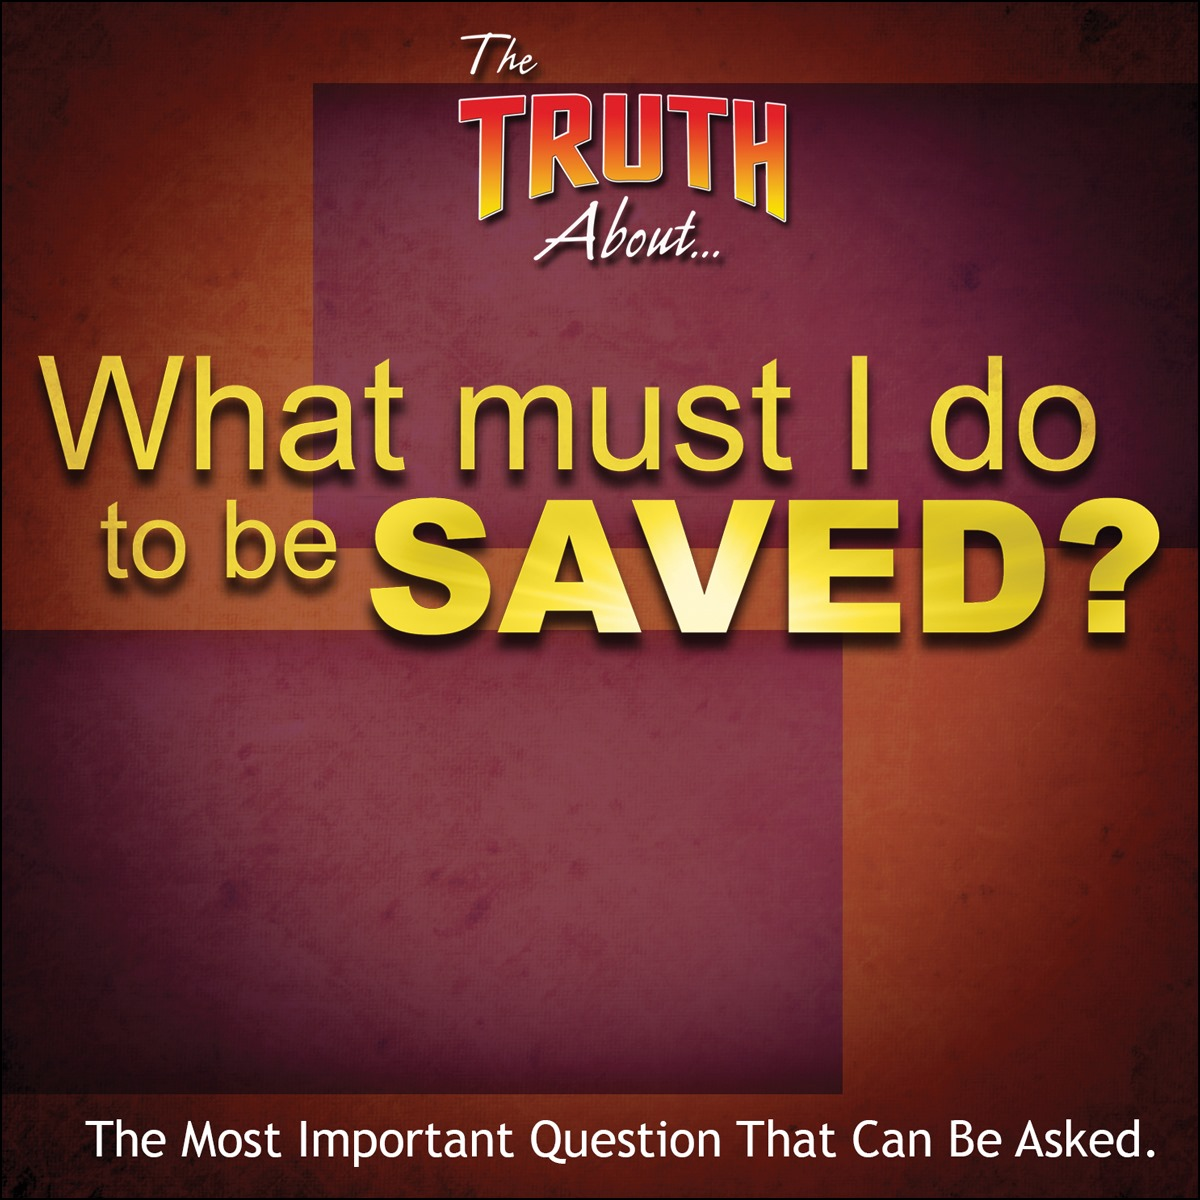 The
TRUTH
About...
What must I do
to be SAVED?
The Most Important Question That Can Be Asked.